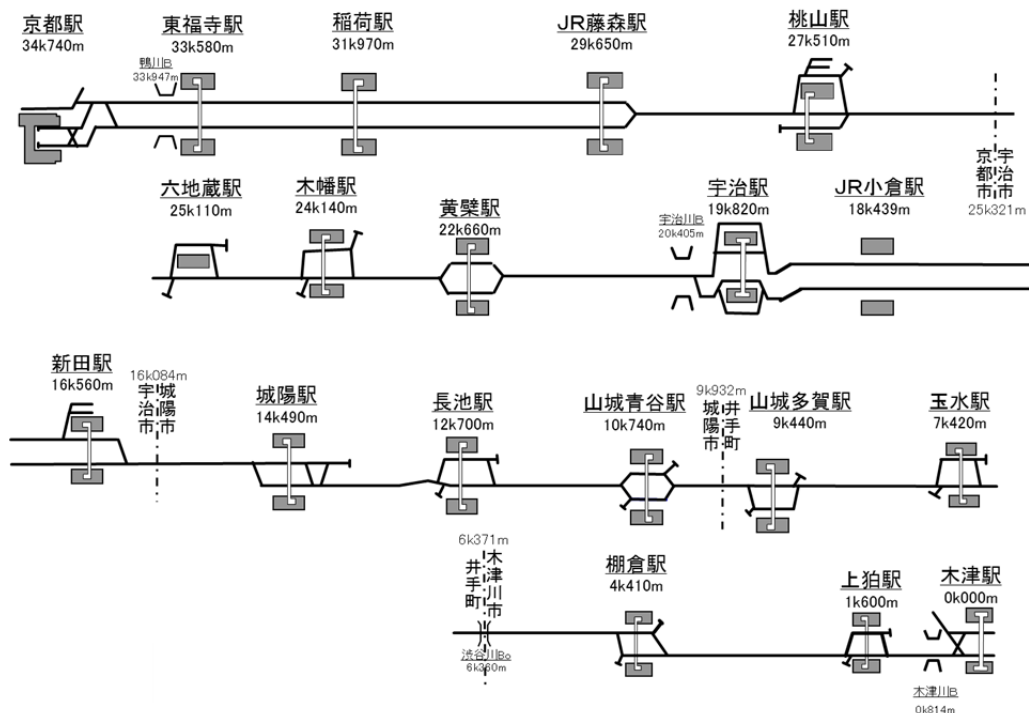 京都駅
34k740m
東福寺駅
33k580m
稲荷駅
31k970m
JR藤森駅
29k650m
桃山駅
27k510m
鴨川B
33k947m
京都市
宇治市
25k321m
六地蔵駅
25k110m
木幡駅
24k140m
黄檗駅
22k660m
宇治川B
20k405m
宇治駅
19k820m
JR小倉駅
18k439m
新田駅
16k560m
16k084m
宇治市
城陽市
城陽駅
14k490m
長池駅
12k700m
山城青谷駅
10k740m
9k932m
城陽市
井手町
山城多賀駅
9k440m
玉水駅
7k420m
6k371m
井手町
木津川市
渋谷川Bo
6k360m
棚倉駅
4k410m
上狛駅
1k600m
木津駅
0k000m
木津川B
0k814m